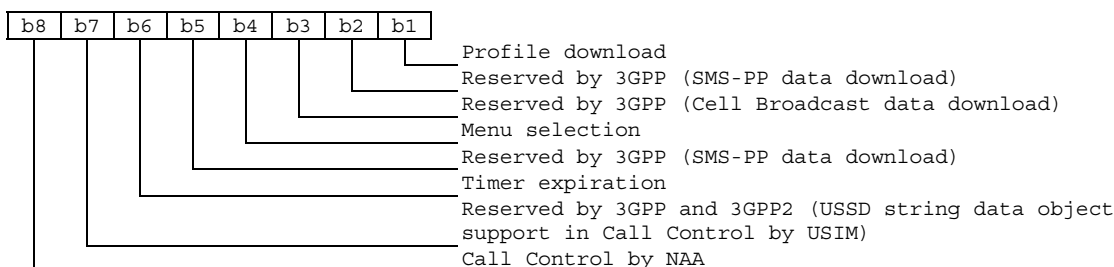 b8 b7 b6 b5 b4 b3 b2 b1
Profile download
Reserved by 3GPP (SMS-PP data download)
Reserved by 3GPP (Cell Broadcast data download)
Menu selection
Reserved by 3GPP (SMS-PP data download)
Timer expiration
Reserved by 3GPP and 3GPP2 (USSD string data object
support in Call Control by USIM)
Call Control by NAA